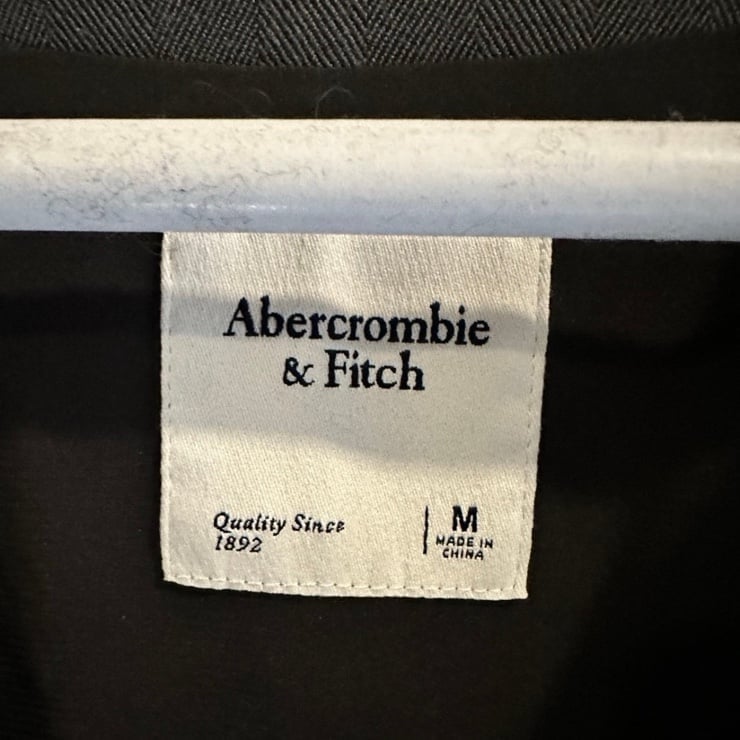 Abercrombie
& Fitch
Quality Since
1892
M
MADE IN
CHINA